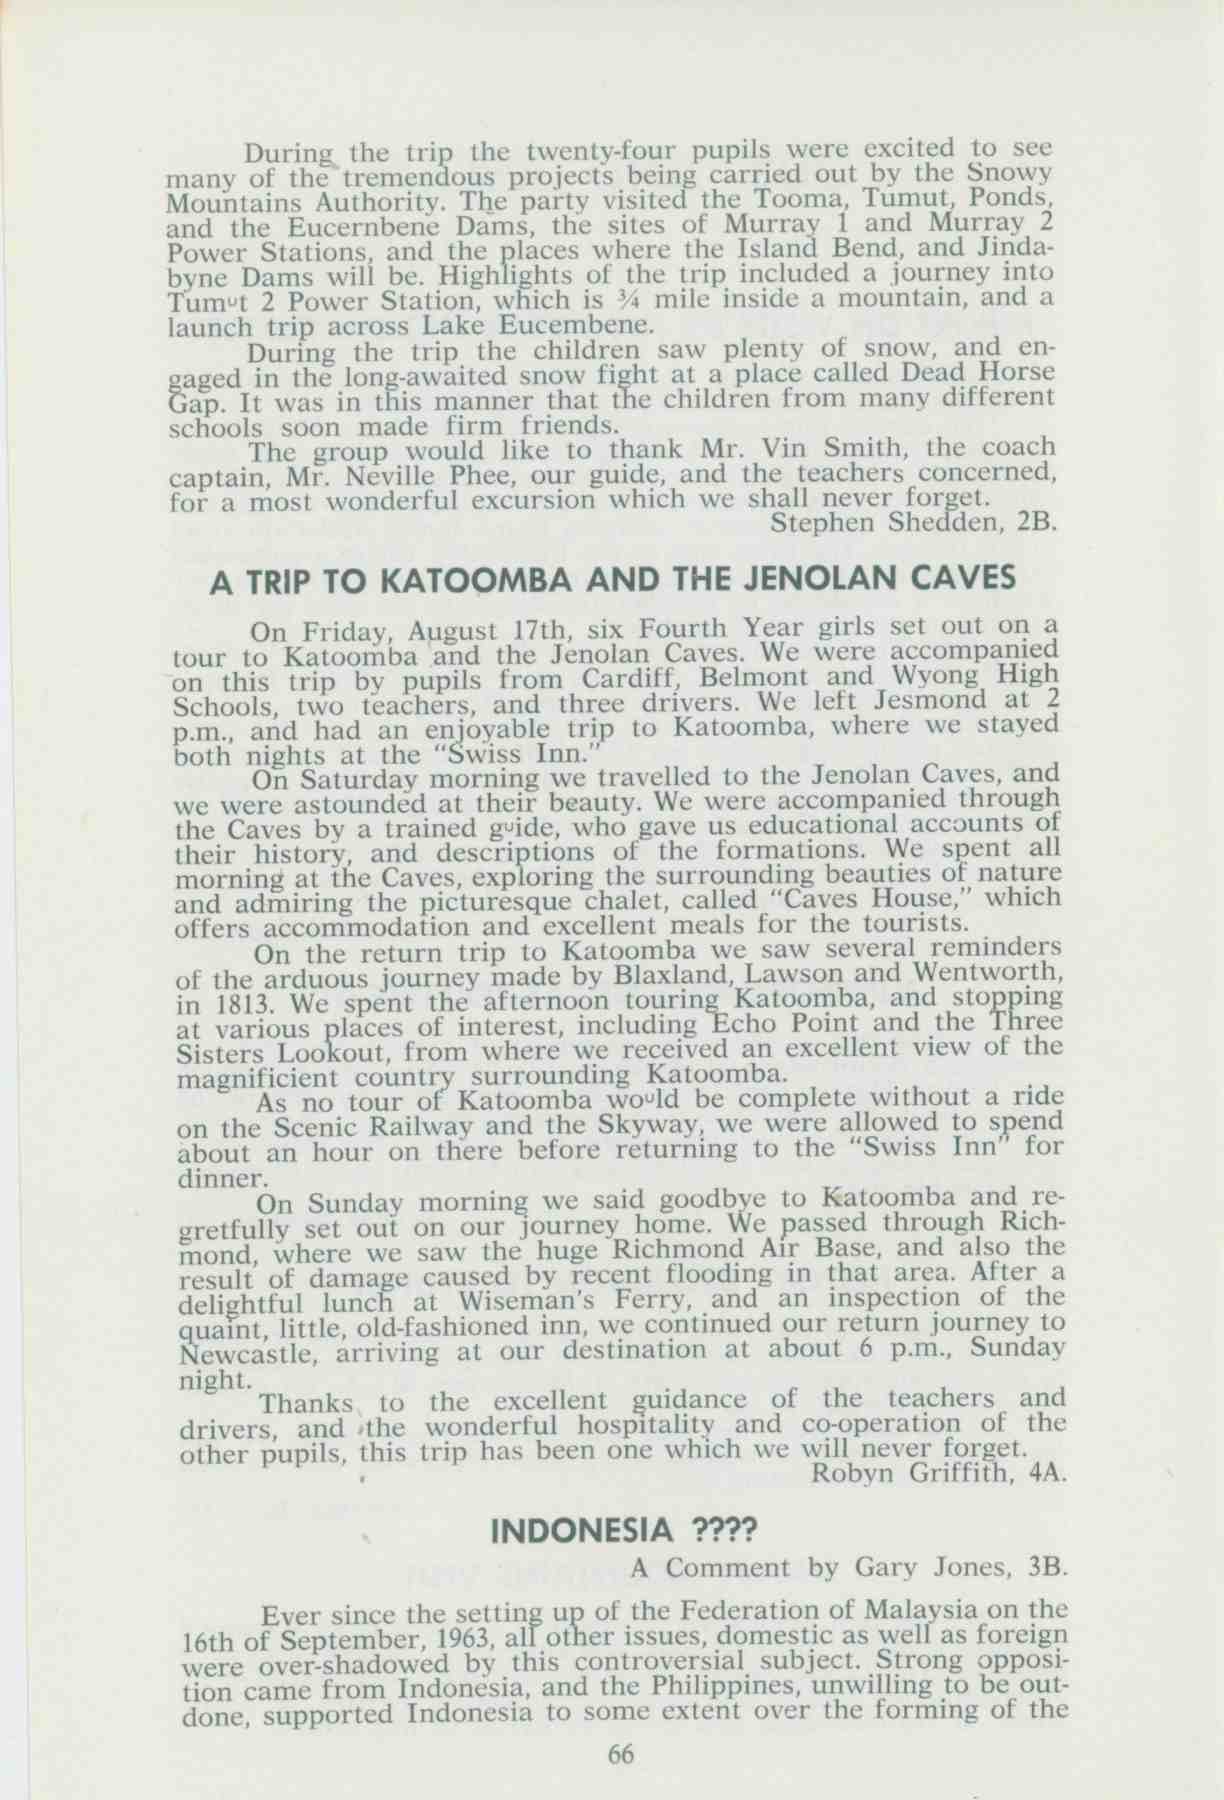 During the trip the twenty-four pupils were excited to see
many of the tremendous projects being carried out by the Snowy
Mountains Authority. The party visited the Tooma, Tumut, Ponds,
and the Eucernbene Dams, the sites of Murray 1 and Murray 2
Power Stations, and the places where the Island Bend, and Jinda-
byne Dams will be. Highlights of the trip included a journey into
Tumut 2 Power Station, which is ¾ mile inside a mountain, and a
launch trip across Lake Eucembene.
During the trip the children saw plenty of snow, and en-
gaged in the long-awaited snow fight at a place called Dead Horse
Gap. It was in this manner that the children from many different
schools soon made firm friends.
The group would like to thank Mr. Vin Smith, the coach
captain, Mr. Neville Phee, our guide, and the teachers concerned,
for a most wonderful excursion which we shall never forget.
Stephen Shedden, 2B.
A TRIP TO KATOOMBA AND THE JENOLAN CAVES
On Friday, August 17th, six Fourth Year girls set out on a
tour to Katoomba and the Jenolan Caves. We were accompanied
on this trip by pupils from Cardiff, Belmont and Wyong High
Schools, two teachers, and three drivers. We left Jesmond at 2
p.m., and had an enjoyable trip to Katoomba, where we stayed
both nights at the "Swiss Inn."
On Saturday morning we travelled to the Jenolan Caves, and
we were astounded at their beauty. We were accompanied through
the Caves by a trained guide, who gave us educational accounts of
their history, and descriptions of the formations. We spent all
morning at the Caves, exploring the surrounding beauties of nature
and admiring the picturesque chalet, called "Caves House," which
offers accommodation and excellent meals for the tourists.
On the return trip to Katoomba we saw several reminders
of the arduous journey made by Blaxland, Lawson and Wentworth,
in 1813. We spent the afternoon touring Katoomba, and stopping
at various places of interest, including Echo Point and the Three
Sisters Lookout, from where we received an excellent view of the
magnificient country surrounding Katoomba.
As no tour of Katoomba would be complete without a ride
on the Scenic Railway and the Skyway, we were allowed to spend
about an hour on there before returning to the "Swiss Inn" for
dinner.
On Sunday morning we said goodbye to Katoomba and re-
gretfully set out on our journey home. We passed through Rich-
mond, where we saw the huge Richmond Air Base, and also the
result of damage caused by recent flooding in that area. After a
delightful lunch at Wiseman's Ferry, and an inspection of the
quaint, little, old-fashioned inn, we continued our return journey to
Newcastle, arriving at our destination at about 6 p.m., Sunday
night.
Thanks to the excellent guidance of the teachers and
drivers, and the wonderful hospitality and co-operation of the
other pupils, this trip has been one which we will never forget.
Robyn Griffith, 4A.
INDONESIA ????
A Comment by Gary Jones, 3B.
Ever since the setting up of the Federation of Malaysia on the
16th of September, 1963, all other issues, domestic as well as foreign
were over-shadowed by this controversial subject. Strong opposi-
tion came from Indonesia, and the Philippines, unwilling to be out-
done, supported Indonesia to some extent over the forming of the
66